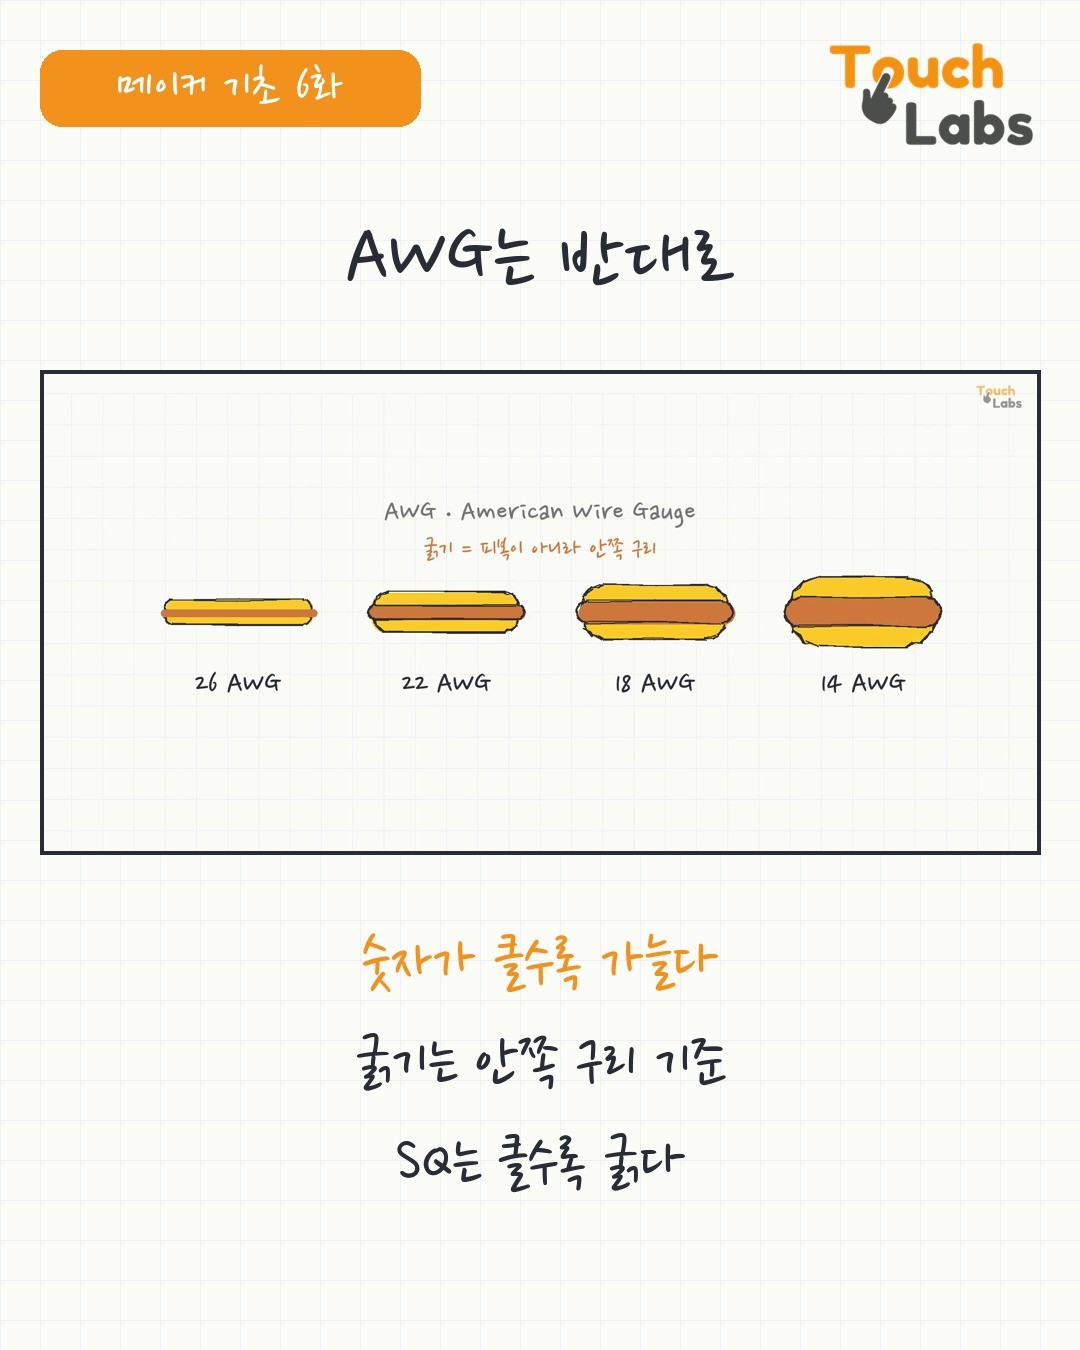 메이커 기초 6화
Touch
Labs
AWG는 반대로
Touch
Labs
AWG · American Wire Gauge
굵기 = 피복이 아니라 안쪽 구리
26 AWG
22 AWG
18 AWG
14 AWG
숫자가 클수록 가늘다
굵기는 안쪽 구리 기준
SQ는 클수록 굵다